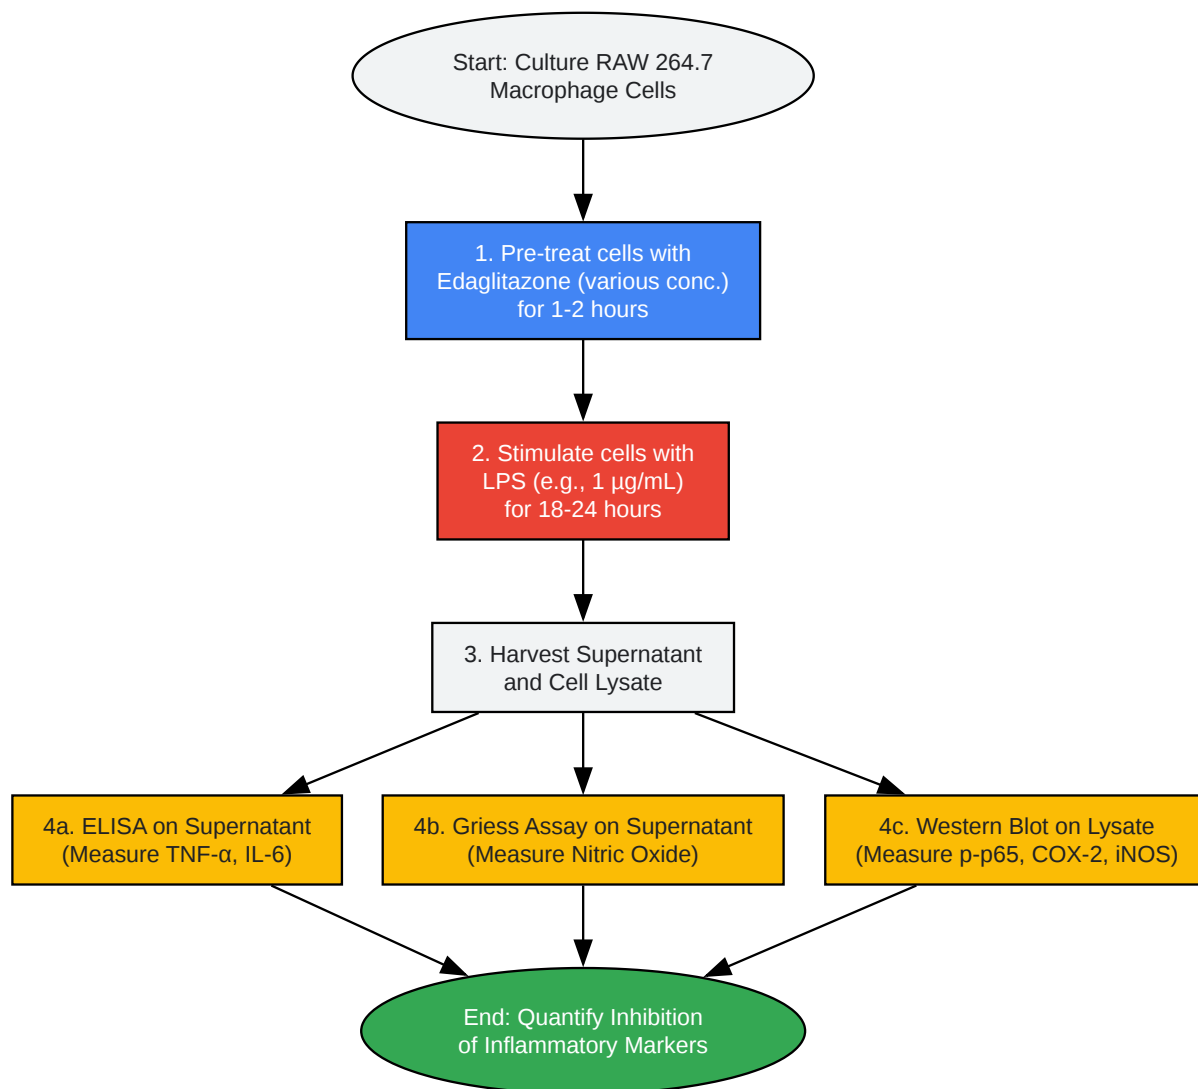 Start: Culture RAW 264.7
Macrophage Cells
1. Pre-treat cells with
Edaglitazone (various conc.)
for 1-2 hours
2. Stimulate cells with
LPS (e.g., 1 µg/mL)
for 18-24 hours
3. Harvest Supernatant
and Cell Lysate
4a. ELISA on Supernatant
(Measure TNF-α, IL-6)
4b. Griess Assay on Supernatant
(Measure Nitric Oxide)
4c. Western Blot on Lysate
(Measure p-p65, COX-2, iNOS)
End: Quantify Inhibition
of Inflammatory Markers